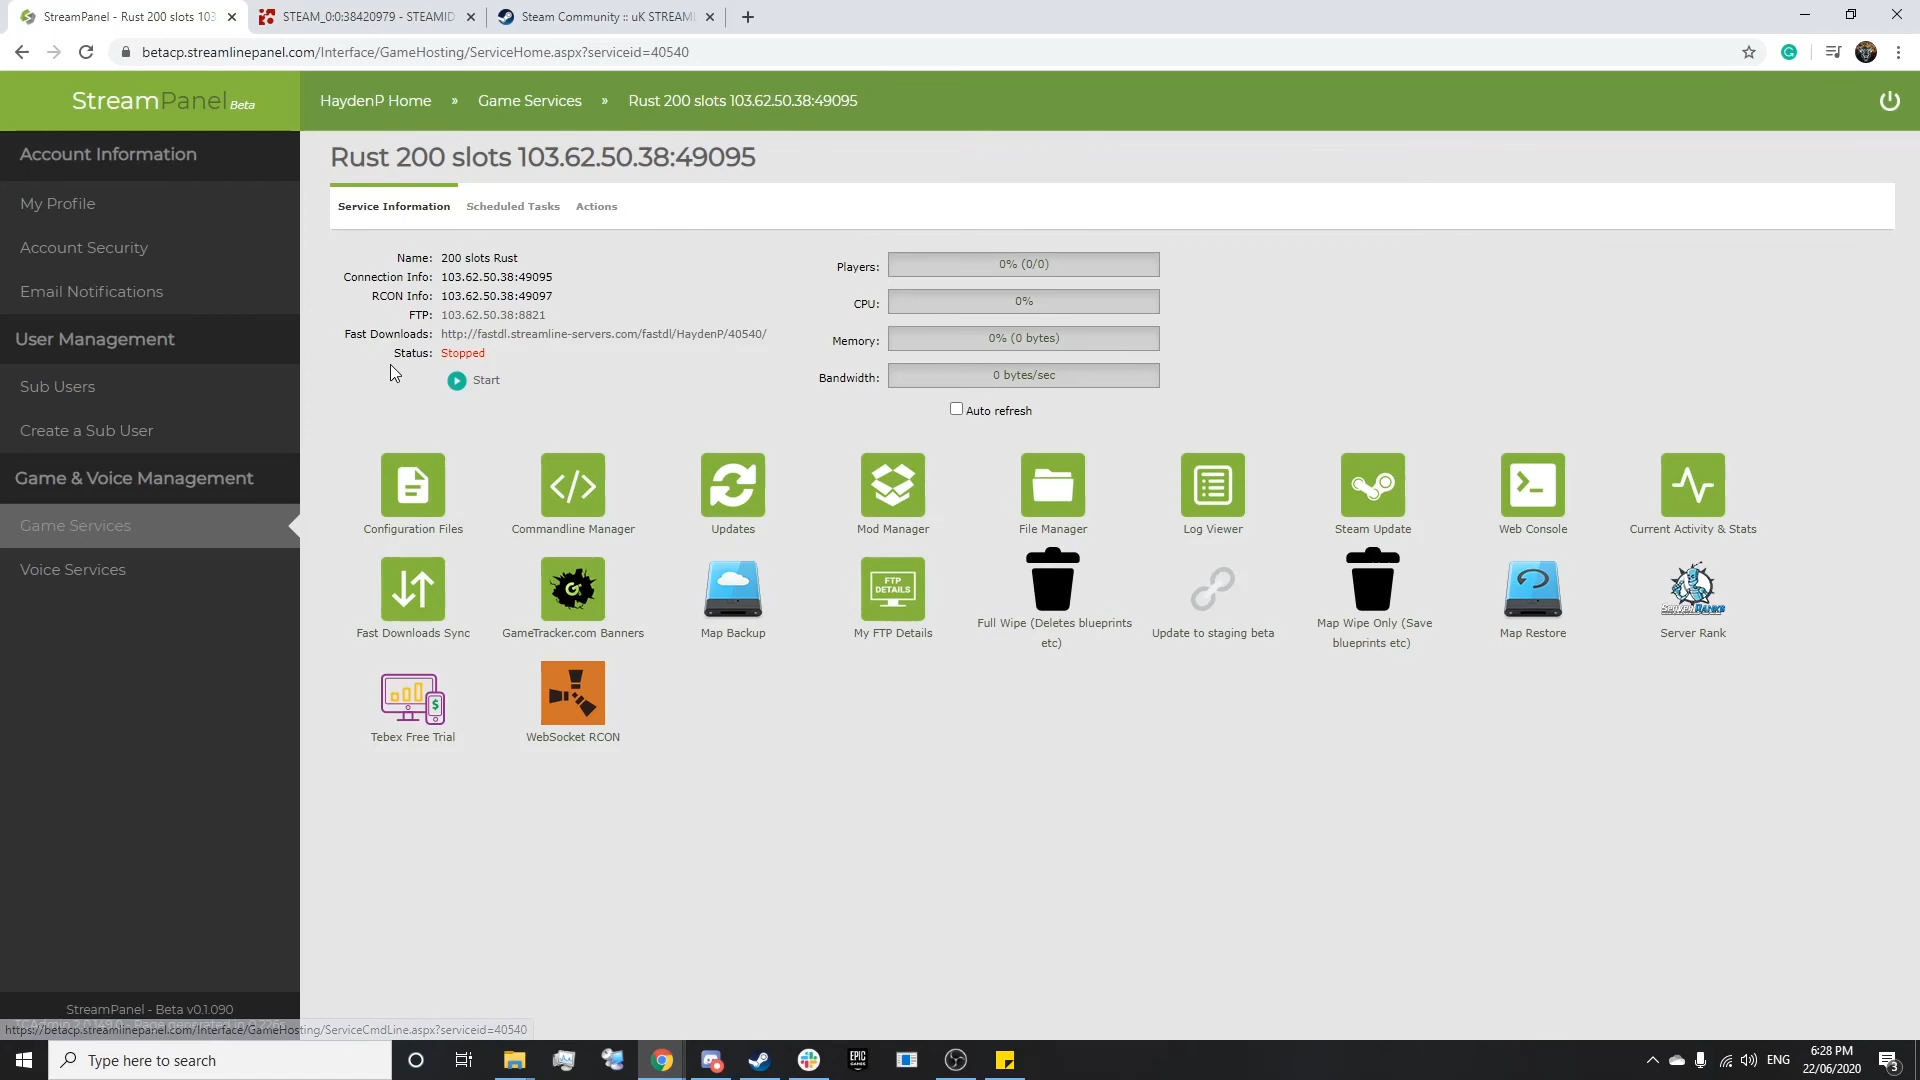 StreamPanel - Rust 200 slots 103
STEAM_0:0:38420979 - STEAMID
Steam Community :: uK STREAML
betacp.streamlinepanel.com/Interface/GameHosting/ServiceHome.aspx?serviceid=40540
StreamPanel Beta
HaydenP Home » Game Services » Rust 200 slots 103.62.50.38:49095
Account Information
My Profile
Account Security
Email Notifications
User Management
Sub Users
Create a Sub User
Game & Voice Management
Game Services
Voice Services
Rust 200 slots 103.62.50.38:49095
Service Information Scheduled Tasks Actions
Name: 200 slots Rust
Connection Info: 103.62.50.38:49095
RCON Info: 103.62.50.38:49097
FTP: 103.62.50.38:8821
Fast Downloads: http://fastdl.streamline-servers.com/fastdl/HaydenP/40540/
Status: Stopped
Start
Players: 0% (0/0)
CPU: 0%
Memory: 0% (0 bytes)
Bandwidth: 0 bytes/sec
Auto refresh
Configuration Files
Commandline Manager
Updates
Mod Manager
File Manager
Log Viewer
Steam Update
Web Console
Current Activity & Stats
Fast Downloads Sync
GameTracker.com Banners
Map Backup
FTP
DETAILS
My FTP Details
Full Wipe (Deletes blueprints
etc)
Update to staging beta
Map Wipe Only (Save
blueprints etc)
Map Restore
SERVER RANKS
Server Rank
Tebex Free Trial
WebSocket RCON
StreamPanel - Beta v0.1.090
https://betacp.streamlinepanel.com/Interface/GameHosting/ServiceCmdLine.aspx?serviceid=40540
Type here to search
EPIC
GAMES
ENG
6:28 PM
22/06/2020
3